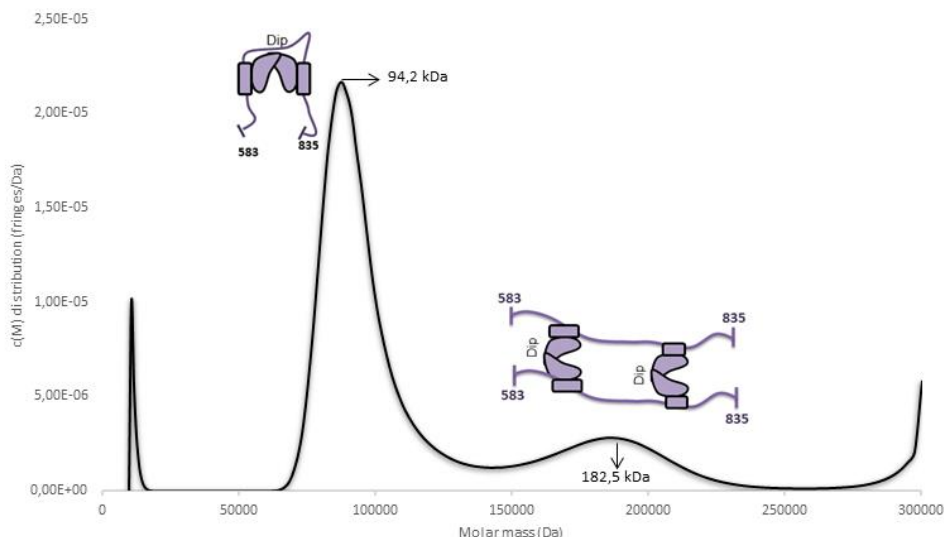 2,50E-05
2,00E-05
1,50E-05
1,00E-05
5,00E-06
0,00E+00
c(M) distribution (fringes/Da)
Dip
583
835
94,2 kDa
583
835
Dip
Dip
583
835
182,5 kDa
0
50000
100000
150000
200000
250000
300000
Molar mass (Da)